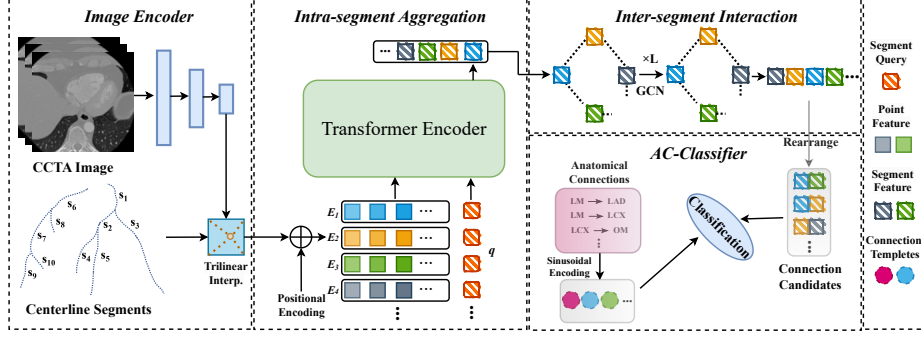 Image Encoder
CCTA Image
S1
S6
S8
S2
S3
S7
S10
S9
S4
S5
Centerline Segments
Trilinear
Interp.
Intra-segment Aggregation
...
Transformer Encoder
E1
...
E2
...
q
E3
...
E4
...
Positional
Encoding
Inter-segment Interaction
×L
GCN
Rearrange
AC-Classifier
Anatomical
Connections
LM → LAD
LM → LCX
LCX → OM
Sinusoidal
Encoding
...
Classification
Connection
Candidates
Segment
Query
Point
Feature
Segment
Feature
Connection
Templetes